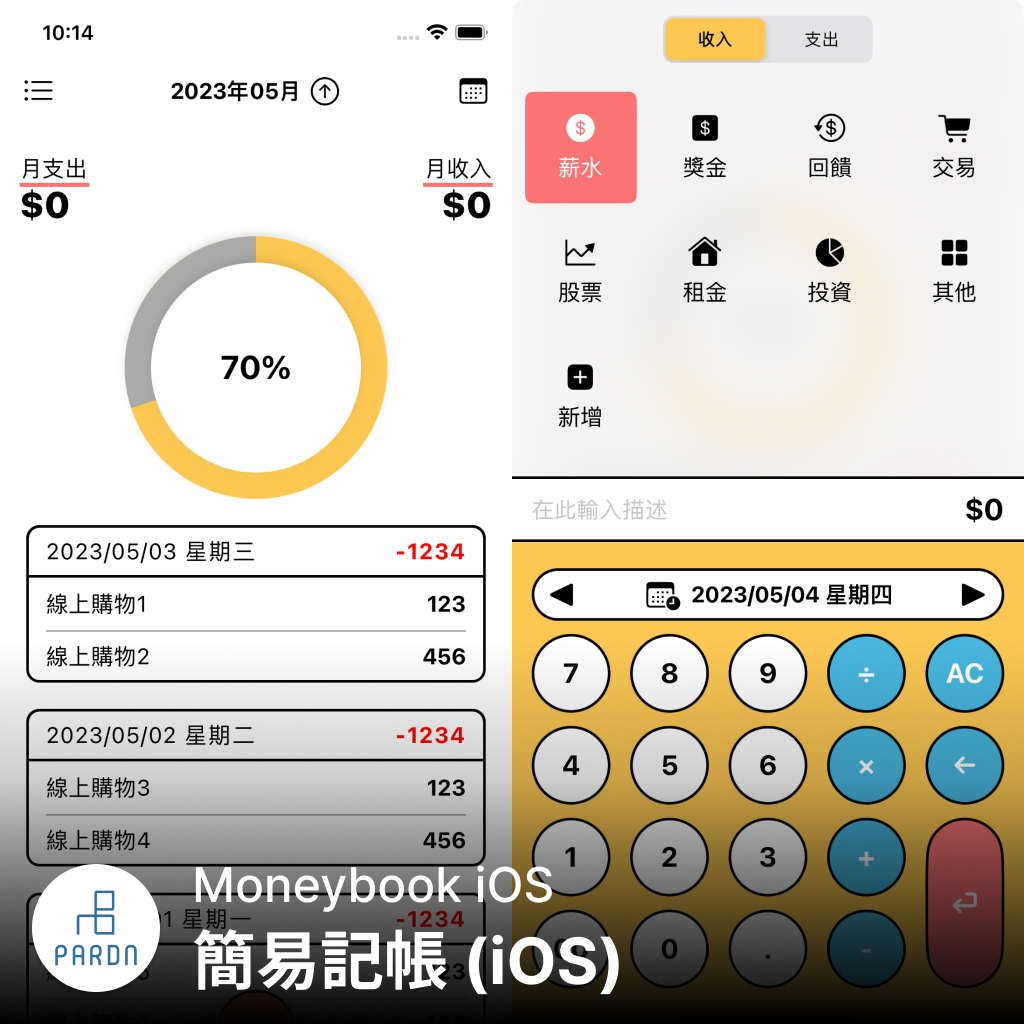 10:14
2023年05月
月支出
月收入
$0
$0
70%
2023/05/03 星期三
-1234
線上購物1
123
線上購物2
456
2023/05/02 星期二
-1234
線上購物3
123
線上購物4
456
1 星期一
-1234
收入
支出
薪水
獎金
回饋
交易
股票
租金
投資
其他
新增
在此輸入描述
$0
2023/05/04 星期四
7
8
9
÷
AC
4
5
6
×
←
1
2
3
+
0
.
-
PARDN
Moneybook iOS
簡易記帳 (iOS)